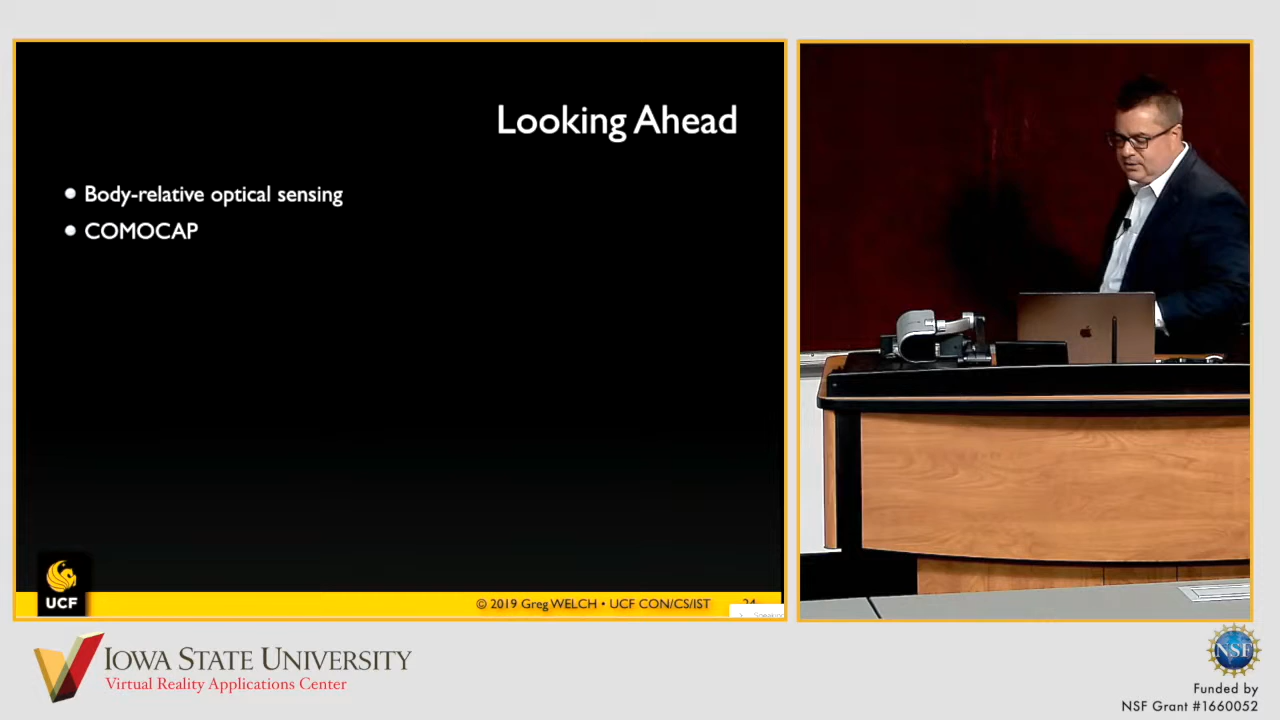 Looking Ahead
• Body-relative optical sensing
• COMOCAP
UCF
© 2019 Greg WELCH • UCF CON/CS/IST
IOWA STATE UNIVERSITY
Virtual Reality Applications Center
NSF
Funded by
NSF Grant #1660052